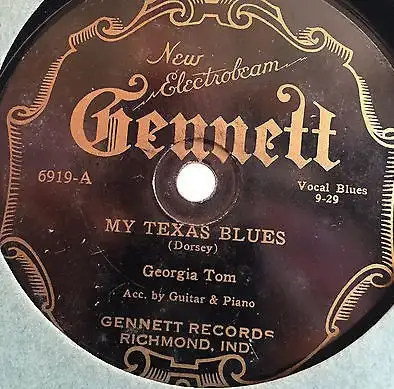 New
Electrobeam
Gennett
6919-A
Vocal Blues
9-29
MY TEXAS BLUES
(Dorsey)
Georgia Tom
Acc. by Guitar & Piano
GENNETT RECORDS
RICHMOND, IND.